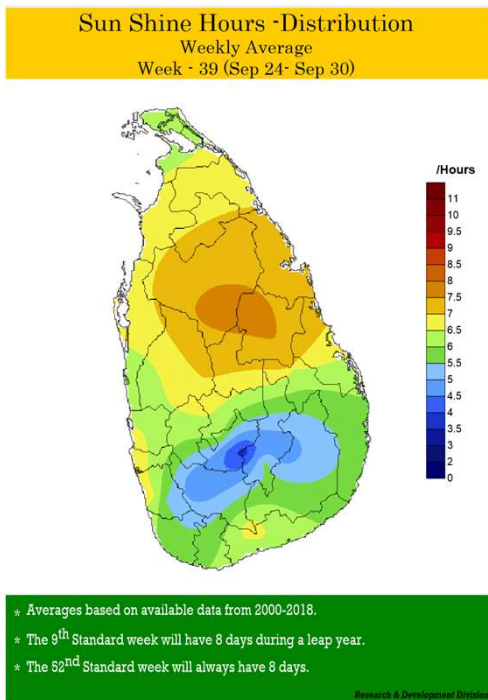 Sun Shine Hours -Distribution
Weekly Average
Week - 39 (Sep 24- Sep 30)
/Hours
11
10
9.5
9
8.5
8
7.5
7
6.5
6
5.5
5
4.5
4
3.5
3
2
0
* Averages based on available data from 2000-2018.
* The 9th Standard week will have 8 days during a leap year.
* The 52nd Standard week will always have 8 days.
Research & Development Division